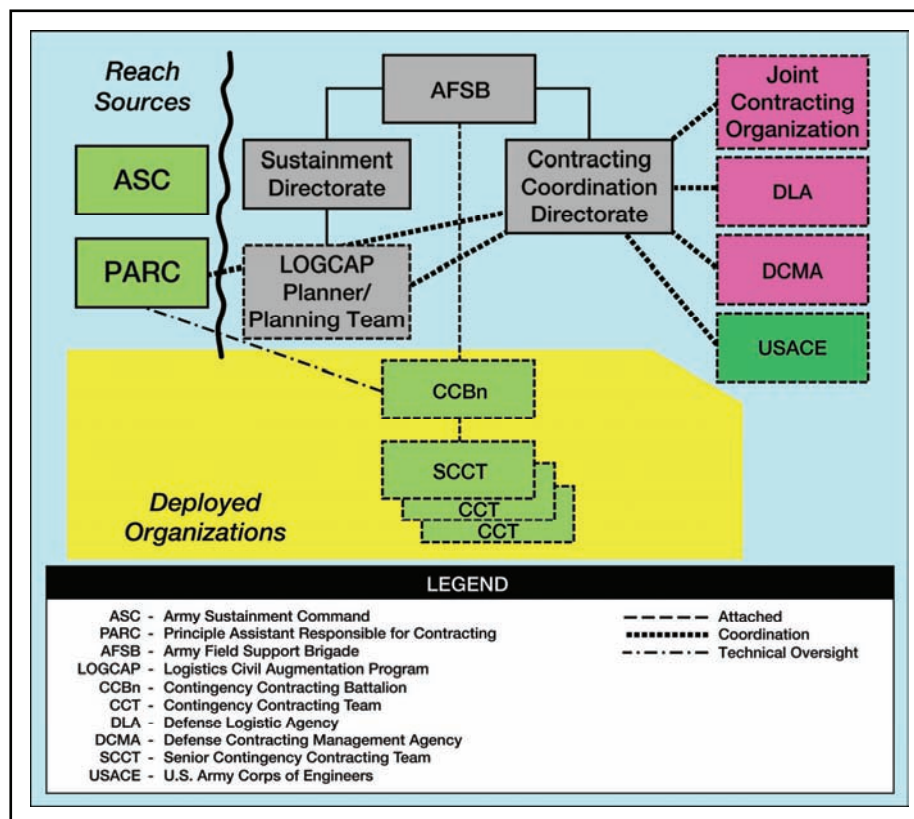 Reach
Sources
AFSB
Joint
Contracting
Organization
ASC
Sustainment
Directorate
Contracting
Coordination
Directorate
DLA
PARC
LOGCAP
Planner/
Planning Team
DCMA
USACE
CCBn
SCCT
CCT
CCT
Deployed
Organizations
LEGEND
ASC - Army Sustainment Command
PARC - Principle Assistant Responsible for Contracting
AFSB - Army Field Support Brigade
LOGCAP - Logistics Civil Augmentation Program
CCBn - Contingency Contracting Battalion
CCT - Contingency Contracting Team
DLA - Defense Logistic Agency
DCMA - Defense Contracting Management Agency
SCCT - Senior Contingency Contracting Team
USACE - U.S. Army Corps of Engineers
Attached
Coordination
Technical Oversight